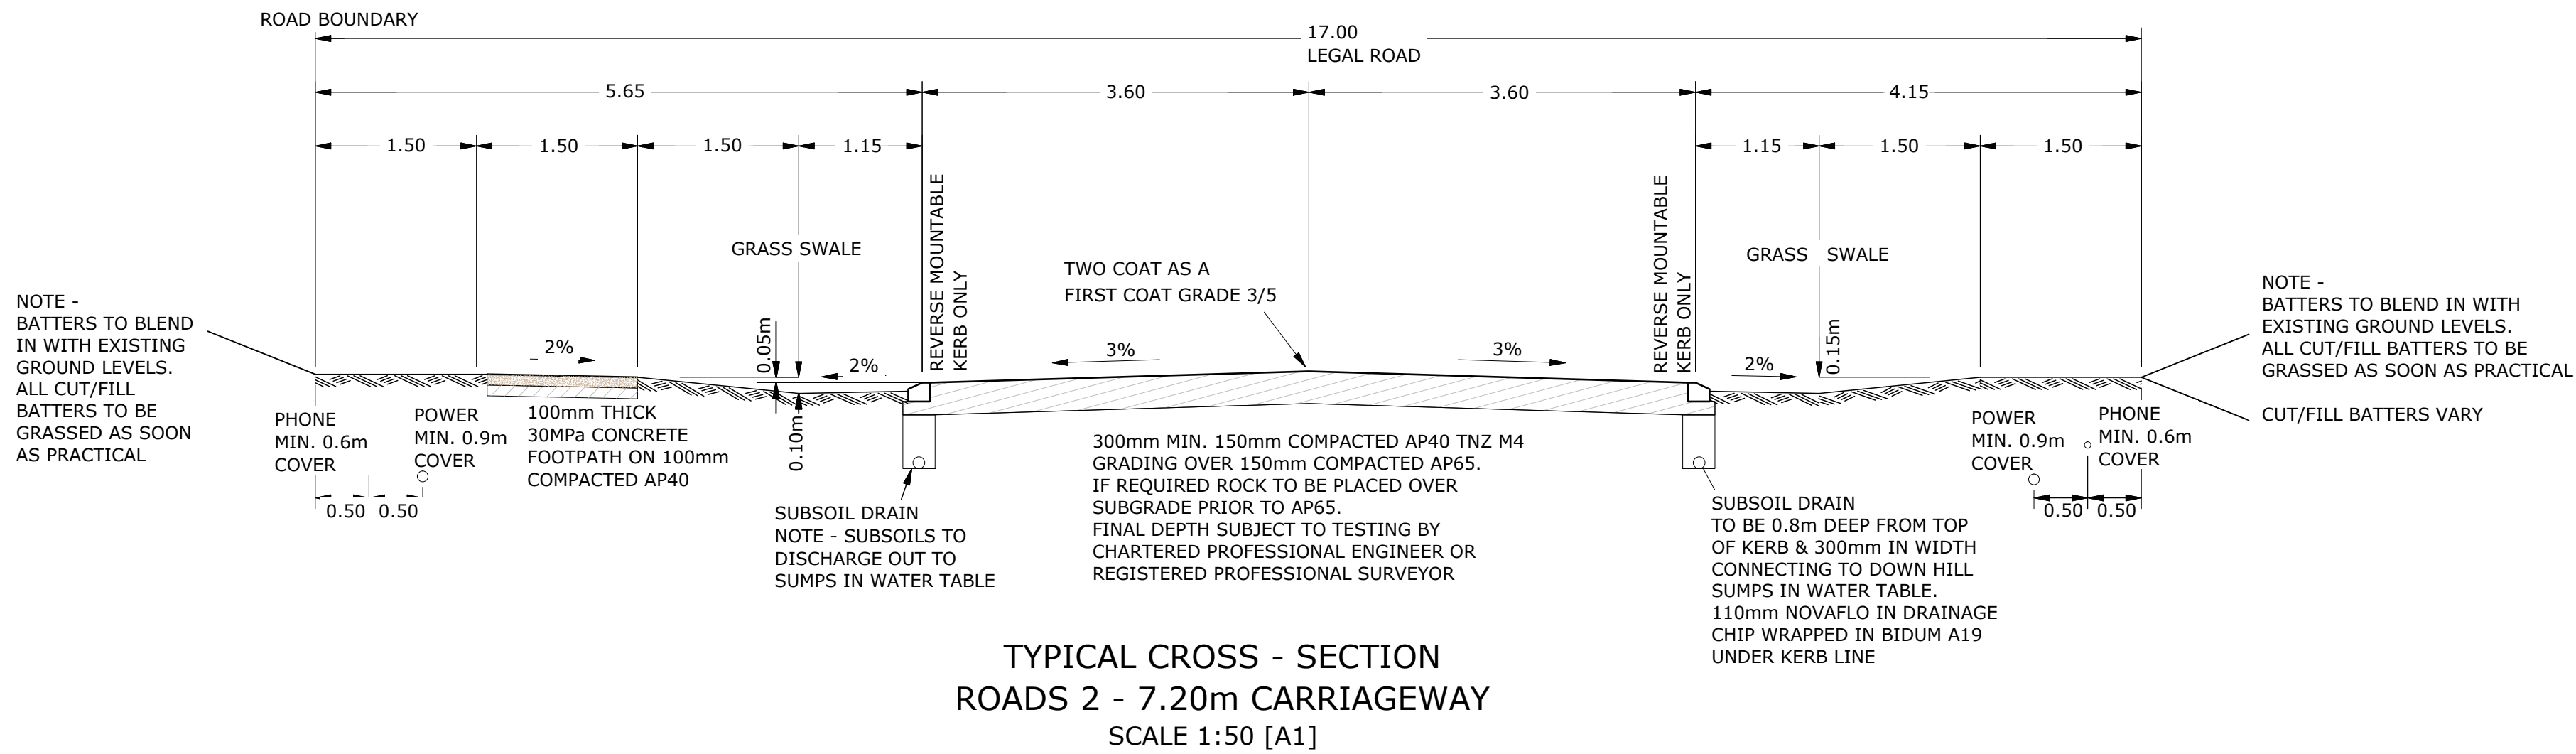 ROAD BOUNDARY
17.00
LEGAL ROAD
5.65
3.60
3.60
4.15
1.50
1.50
1.50
1.15
1.15
1.50
1.50
GRASS SWALE
REVERSE MOUNTABLE
KERB ONLY
TWO COAT AS A
FIRST COAT GRADE 3/5
REVERSE MOUNTABLE
KERB ONLY
GRASS SWALE
NOTE -
BATTERS TO BLEND
IN WITH EXISTING
GROUND LEVELS.
ALL CUT/FILL
BATTERS TO BE
GRASSED AS SOON
AS PRACTICAL
2%
0.05m
2%
3%
3%
2%
0.15m
NOTE -
BATTERS TO BLEND IN WITH
EXISTING GROUND LEVELS.
ALL CUT/FILL BATTERS TO BE
GRASSED AS SOON AS PRACTICAL
CUT/FILL BATTERS VARY
PHONE
MIN. 0.6m
COVER
POWER
MIN. 0.9m
COVER
0.50
0.50
100mm THICK
30MPa CONCRETE
FOOTPATH ON 100mm
COMPACTED AP40
0.10m
SUBSOIL DRAIN
NOTE - SUBSOILS TO
DISCHARGE OUT TO
SUMPS IN WATER TABLE
300mm MIN. 150mm COMPACTED AP40 TNZ M4
GRADING OVER 150mm COMPACTED AP65.
IF REQUIRED ROCK TO BE PLACED OVER
SUBGRADE PRIOR TO AP65.
FINAL DEPTH SUBJECT TO TESTING BY
CHARTERED PROFESSIONAL ENGINEER OR
REGISTERED PROFESSIONAL SURVEYOR
SUBSOIL DRAIN
TO BE 0.8m DEEP FROM TOP
OF KERB & 300mm IN WIDTH
CONNECTING TO DOWN HILL
SUMPS IN WATER TABLE.
110mm NOVAFLO IN DRAINAGE
CHIP WRAPPED IN BIDUM A19
UNDER KERB LINE
POWER
MIN. 0.9m
COVER
PHONE
MIN. 0.6m
COVER
0.50
0.50
TYPICAL CROSS - SECTION
ROADS 2 - 7.20m CARRIAGEWAY
SCALE 1:50 [A1]